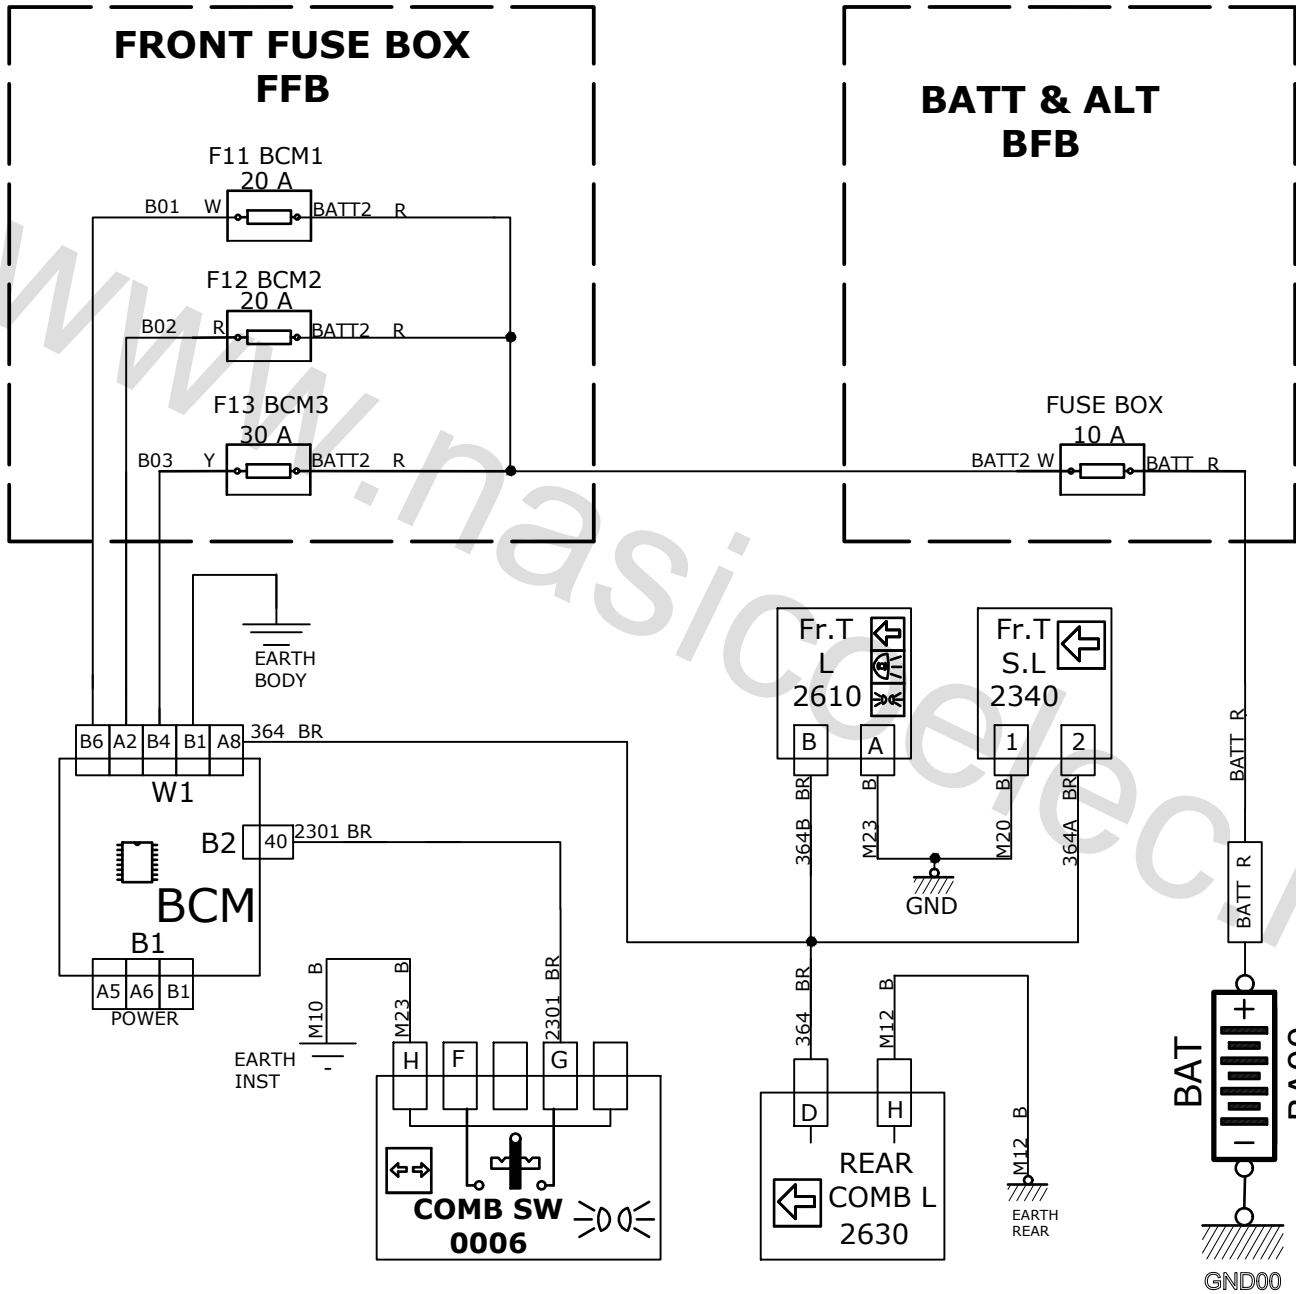 FRONT FUSE BOX
FFB
BATT & ALT
BFB
F11 BCM1
20 A
B01 W
BATT2 R
F12 BCM2
20 A
B02 R
BATT2 R
F13 BCM3
30 A
B03 Y
BATT2 R
FUSE BOX
10 A
BATT2 W
BATT R
www.nasicoelec.
EARTH
BODY
Fr.T
L
2610
B
A
Fr.T
S.L
2340
1
2
B6 A2 B4 B1 A8
364 BR
W1
B2
40
2301 BR
BCM
B1
A5 A6 B1
POWER
364B BR
M23 B
M20 B
364A BR
GND
BATT R
BATT R
M10 B
M23 B
2301 BR
EARTH
INST
H
F
G
COMB SW
0006
364 BR
M12 B
D
H
REAR
COMB L
2630
M12 B
EARTH
REAR
BAT
+
−
GND00